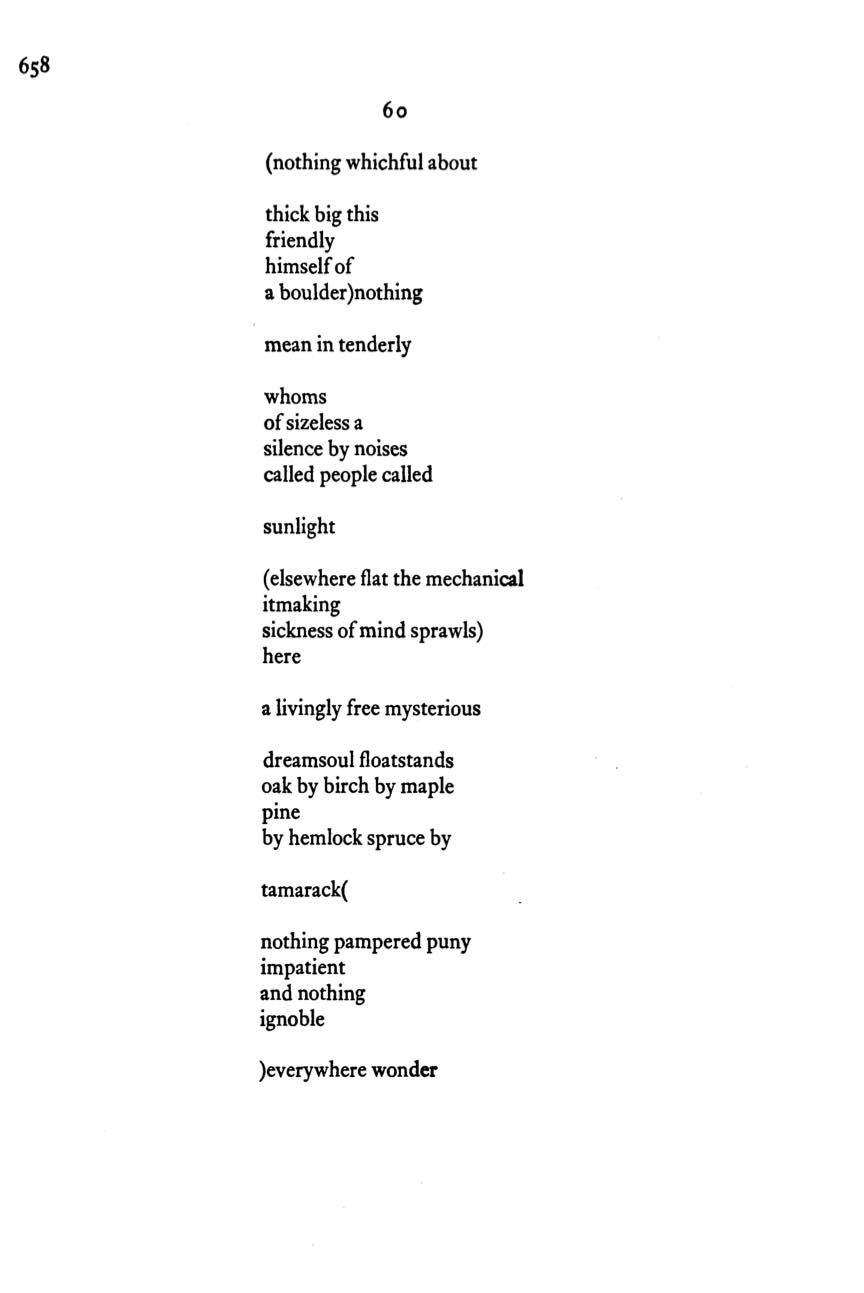 658
60
(nothing whichful about
thick big this
friendly
himself of
a boulder)nothing
mean in tenderly
whoms
of sizeless a
silence by noises
called people called
sunlight
(elsewhere flat the mechanical
itmaking
sickness of mind sprawls)
here
a livingly free mysterious
dreamsoul floatstands
oak by birch by maple
pine
by hemlock spruce by
tamarack(
nothing pampered puny
impatient
and nothing
ignoble
)everywhere wonder